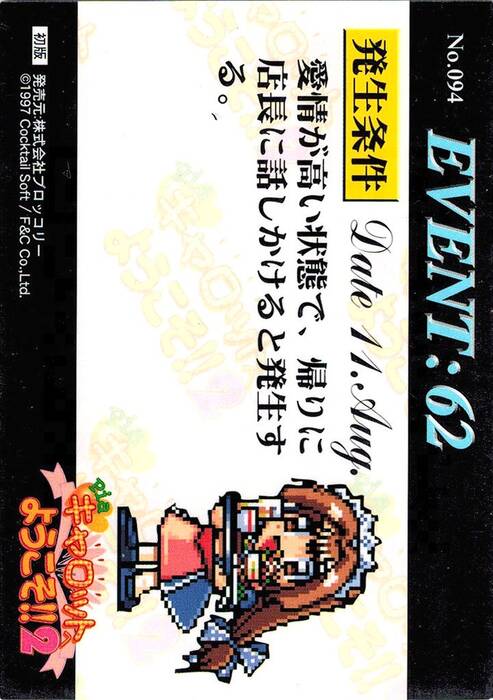 No.094
EVENT:62
発生条件
Date 11.Aug.
愛情が高い状態で、帰りに
店長に話しかけると発生す
る。
Pia
キャロットへ
ようこそ!!2
初版
発売元:株式会社ブロッコリー
©1997 Cocktail Soft / F&C Co.,Ltd.